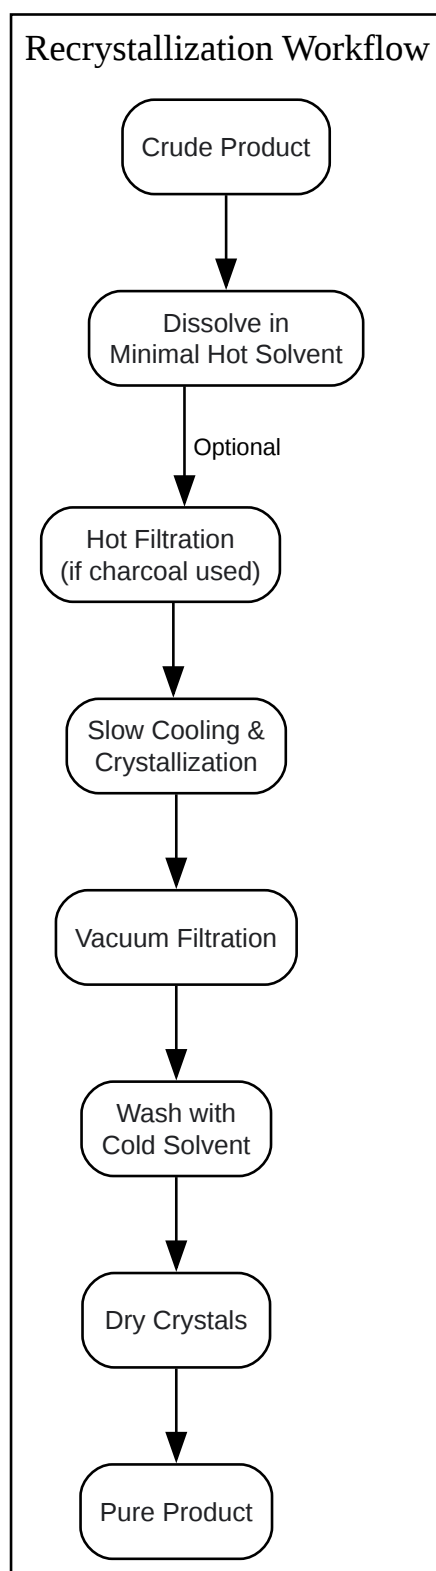 Recrystallization Workflow
Crude Product
Dissolve in
Minimal Hot Solvent
Optional
Hot Filtration
(if charcoal used)
Slow Cooling &
Crystallization
Vacuum Filtration
Wash with
Cold Solvent
Dry Crystals
Pure Product